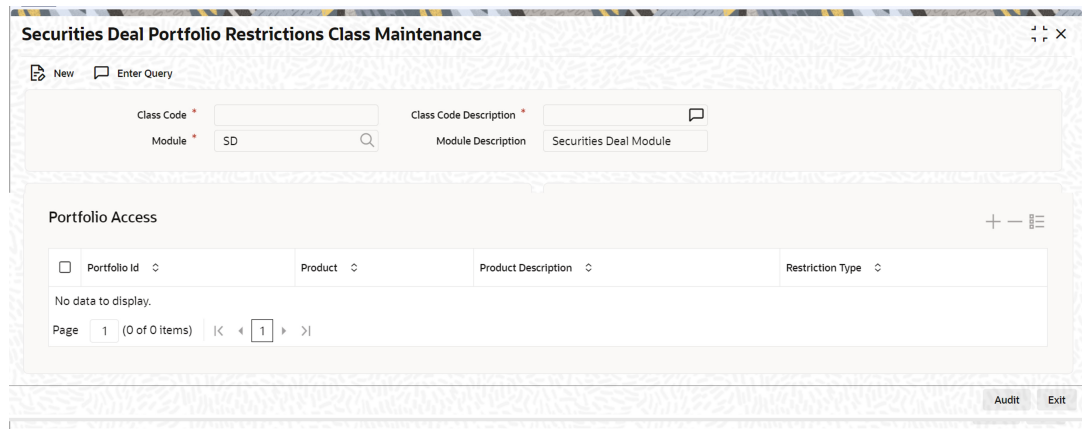 Securities Deal Portfolio Restrictions Class Maintenance
New Enter Query
Class Code * Class Code Description *
Module * SD Module Description Securities Deal Module
Portfolio Access
Portfolio Id Product Product Description Restriction Type
No data to display.
Page 1 (0 of 0 items) 1
Audit Exit